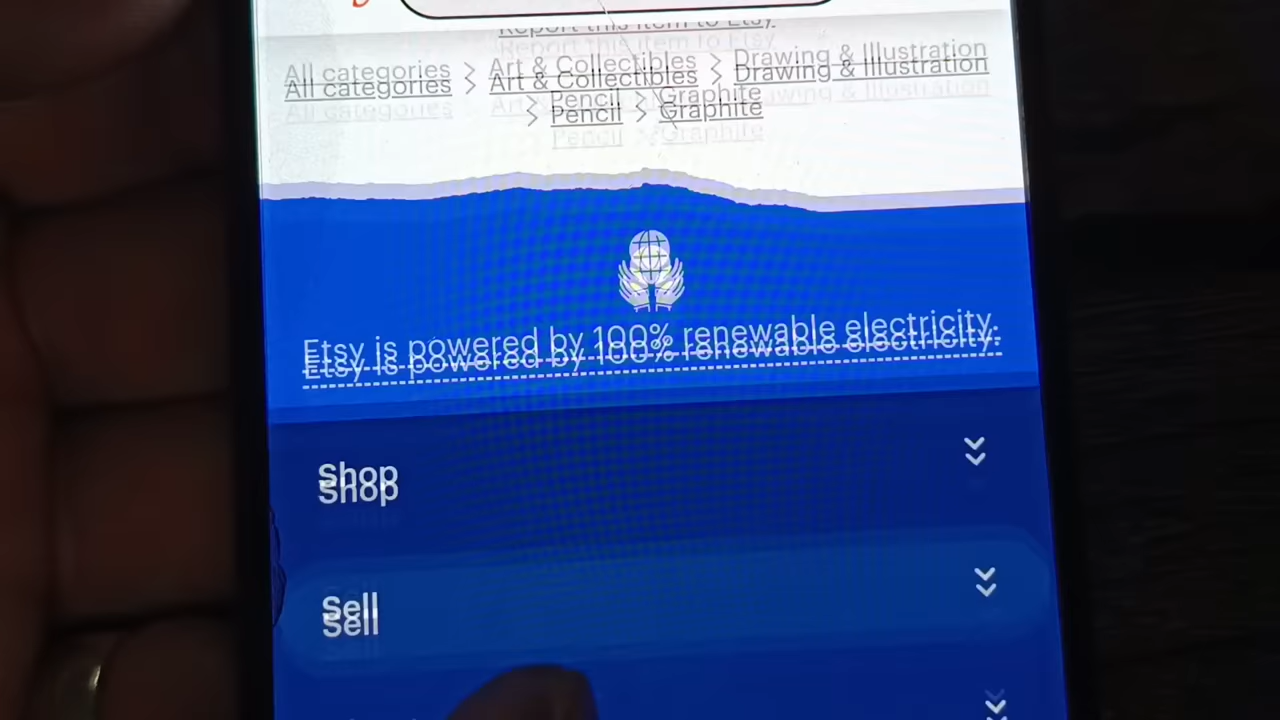 Report this item to Etsy.
All categories > Art & Collectibles > Drawing & Illustration
> Pencil > Graphite
Etsy is powered by 100% renewable electricity.
Shop
Sell